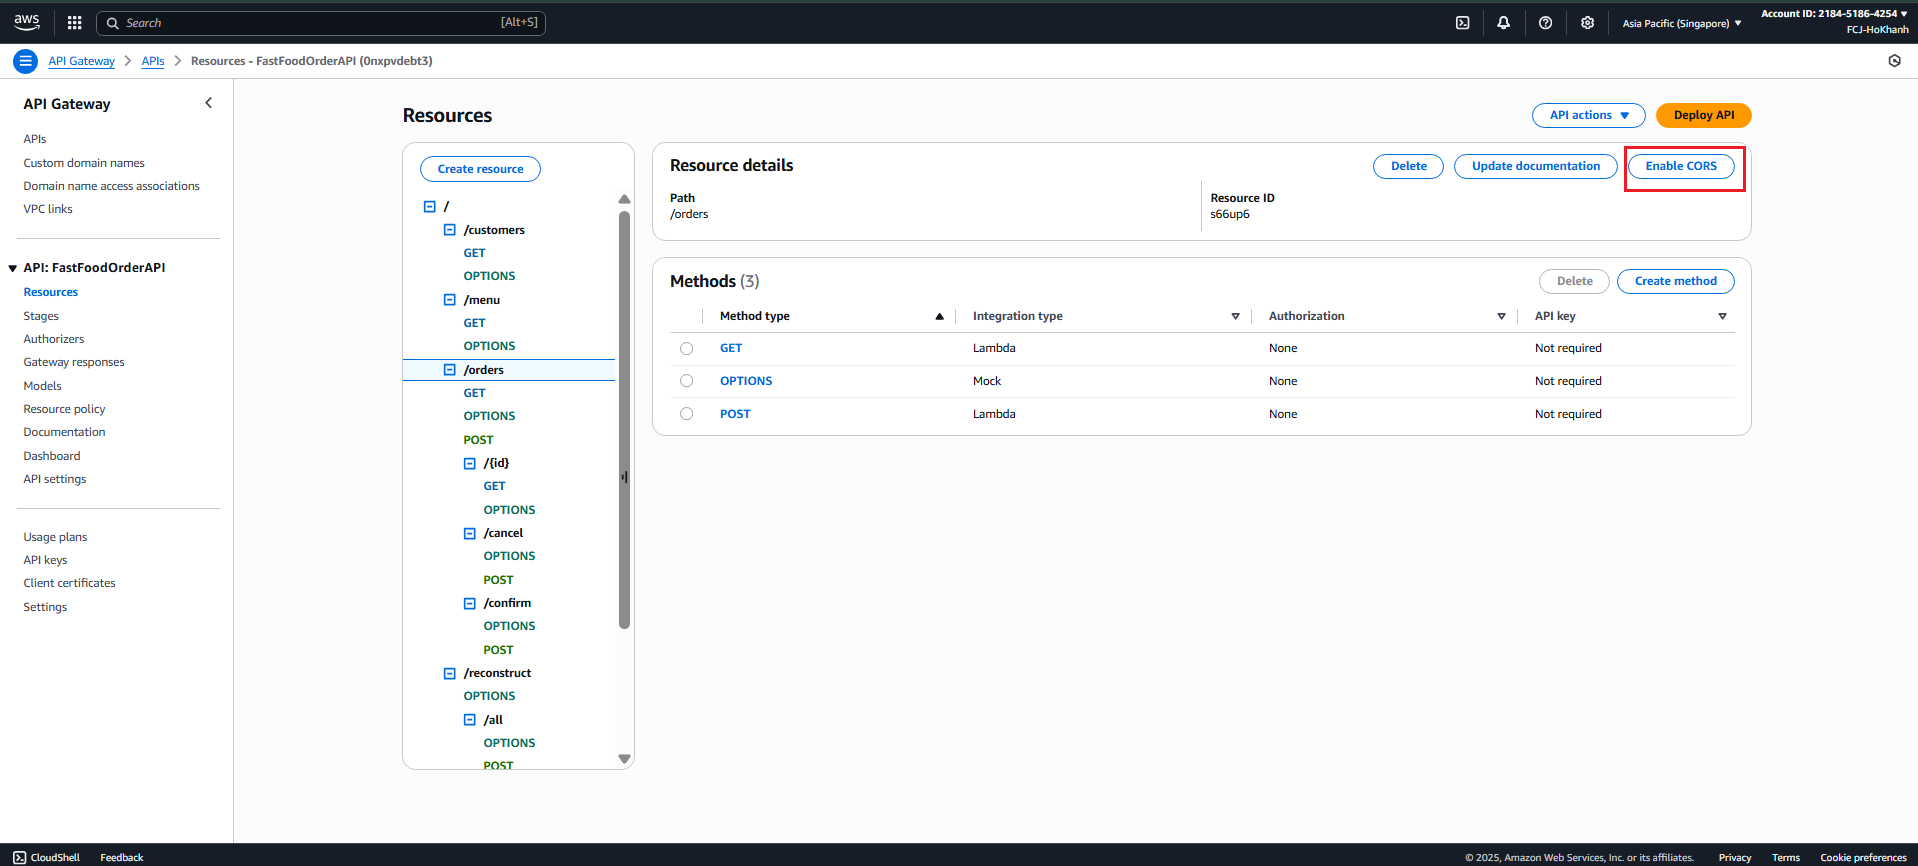 aws
Search
[Alt+S]
Asia Pacific (Singapore)
Account ID: 2184-5186-4254
FCJ-HoKhanh
API Gateway
APIs
Resources - FastFoodOrderAPI (0nxpvdebt3)
API Gateway
APIs
Custom domain names
Domain name access associations
VPC links
API: FastFoodOrderAPI
Resources
Stages
Authorizers
Gateway responses
Models
Resource policy
Documentation
Dashboard
API settings
Usage plans
API keys
Client certificates
Settings
Resources
API actions
Deploy API
Create resource
/
/customers
GET
OPTIONS
/menu
GET
OPTIONS
/orders
GET
OPTIONS
POST
/{id}
GET
OPTIONS
/cancel
OPTIONS
POST
/confirm
OPTIONS
POST
/reconstruct
OPTIONS
/all
OPTIONS
POST
Resource details
Delete
Update documentation
Enable CORS
Path
/orders
Resource ID
s66up6
Methods (3)
Delete
Create method
Method type Integration type Authorization API key
GET Lambda None Not required
OPTIONS Mock None Not required
POST Lambda None Not required
CloudShell
Feedback
© 2025, Amazon Web Services, Inc. or its affiliates.
Privacy
Terms
Cookie preferences